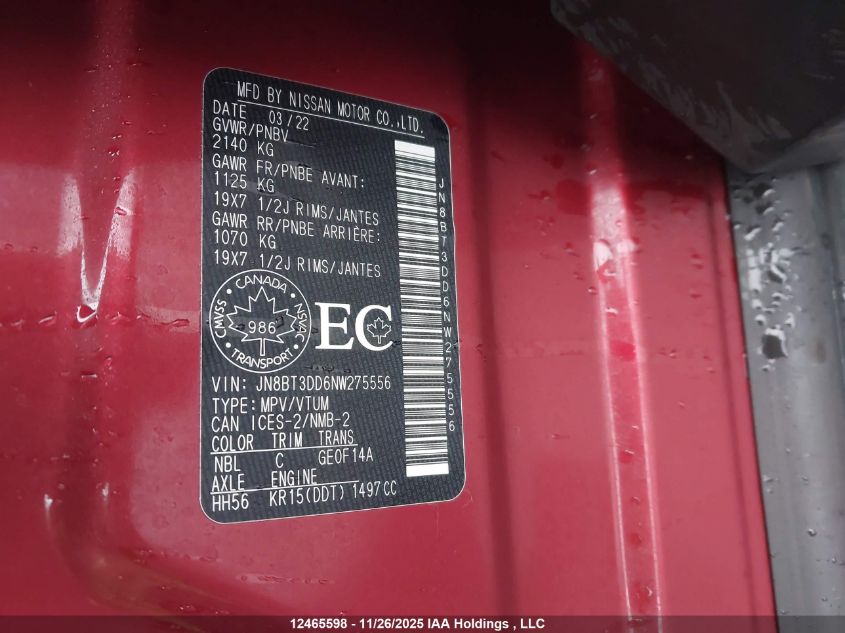 MFD BY NISSAN MOTOR CO.,LTD.
DATE 03/22
GVWR/PNBV
2140 KG
GAWR FR/PNBE AVANT:
1125 KG
19X7 1/2J RIMS/JANTES
GAWR RR/PNBE ARRIÈRE:
1070 KG
19X7 1/2J RIMS/JANTES
CANADA
CMVSS
NSVAC
986
TRANSPORT
EC
VIN: JN8BT3DD6NW275556
TYPE:MPV/VTUM
CAN ICES-2/NMB-2
COLOR TRIM TRANS
NBL C GE0F14A
AXLE ENGINE
HH56 KR15(DDT) 1497CC
JN8BT3DD6NW275556
12465598 - 11/26/2025 IAA Holdings , LLC